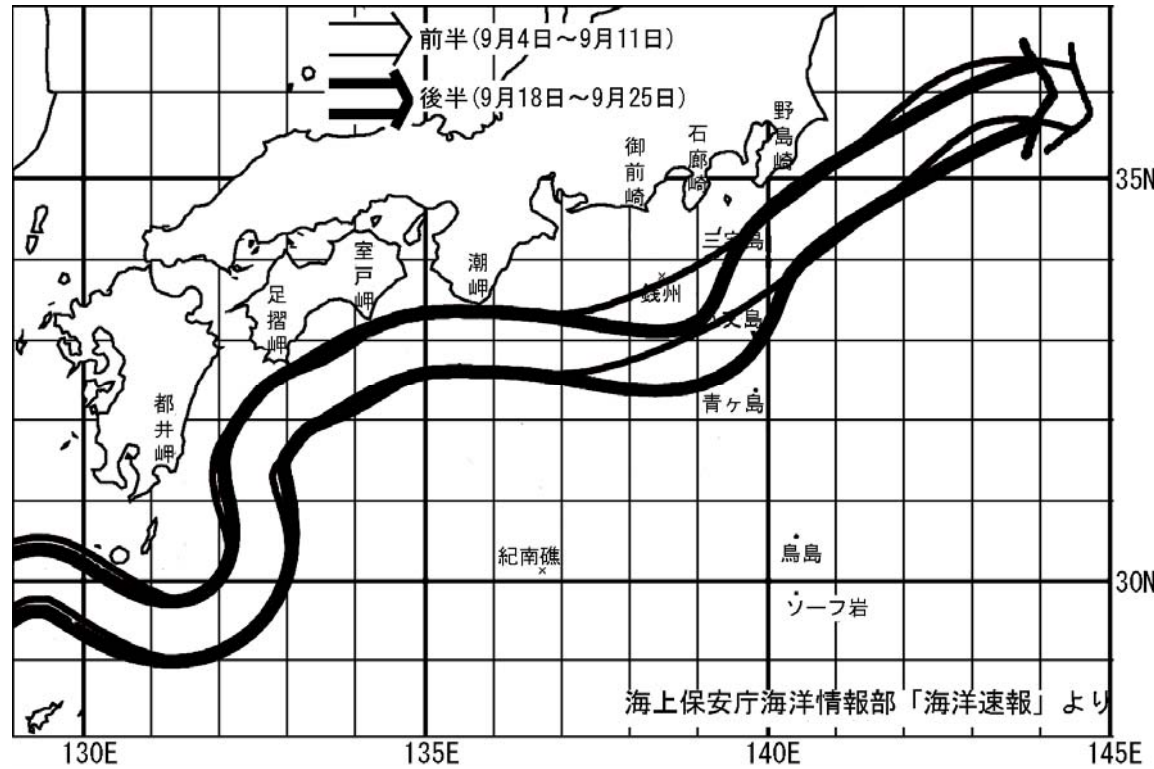 前半(9月4日～9月11日)
後半(9月18日～9月25日)
野島崎
石廊崎
御前崎
35N
三宅島
室戸岬
潮岬
銭州
足摺岬
八丈島
青ヶ島
都井岬
紀南礁
鳥島
30N
ソーフ岩
海上保安庁海洋情報部「海洋速報」より
130E
135E
140E
145E